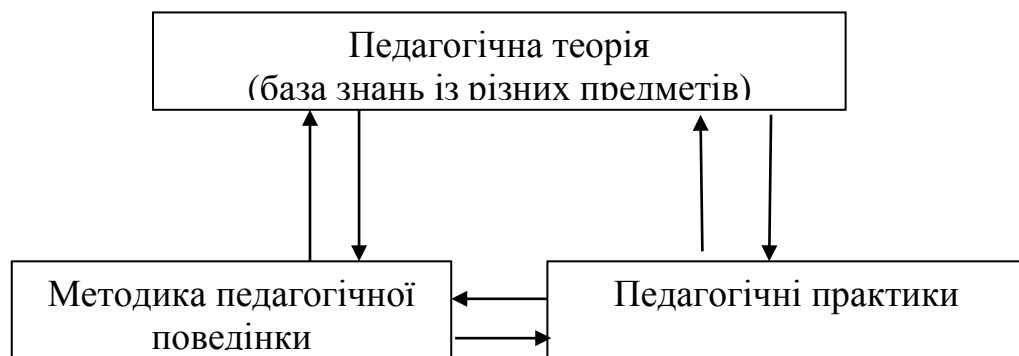 Педагогічна теорія
(база знань із різних предметів)
Методика педагогічної
поведінки
Педагогічні практики